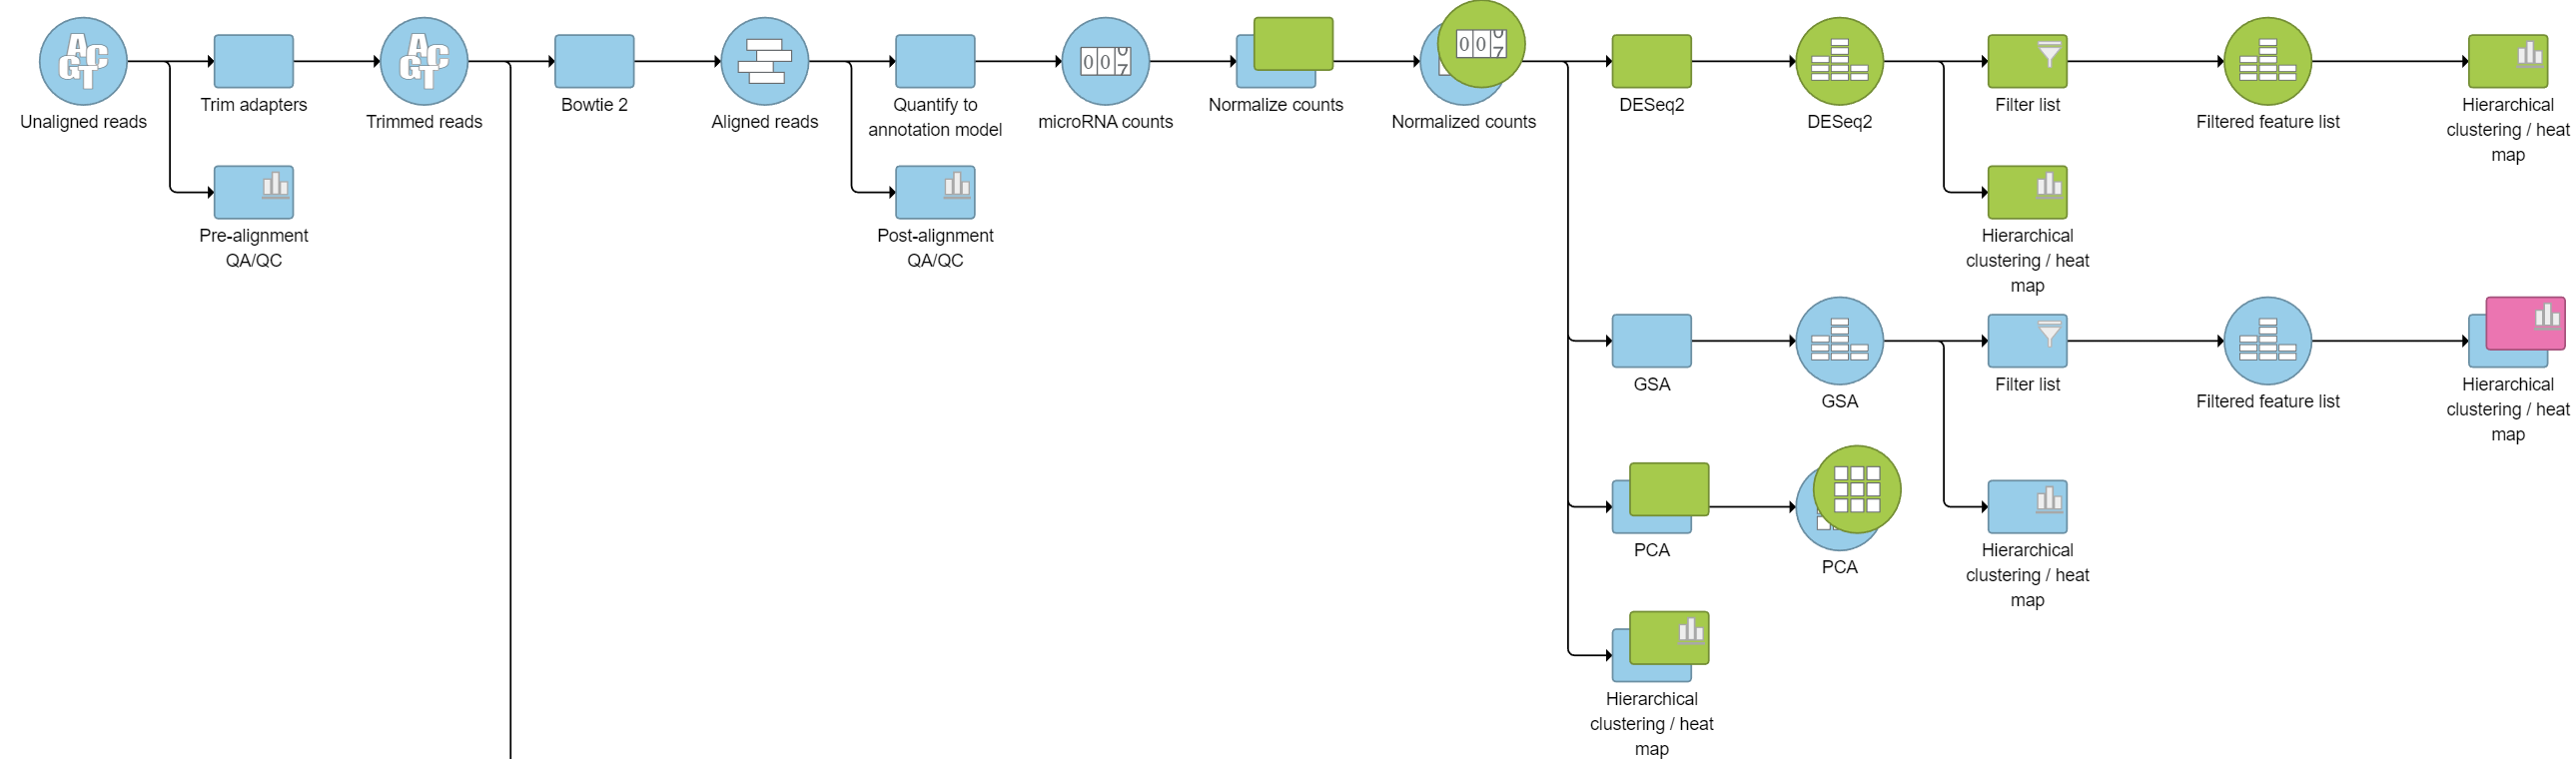 Unaligned reads
Trim adapters
Trimmed reads
Bowtie 2
Aligned reads
Quantify to
annotation model
microRNA counts
Normalize counts
Normalized counts
DESeq2
DESeq2
Filter list
Filtered feature list
Hierarchical
clustering / heat
map
Pre-alignment
QA/QC
Post-alignment
QA/QC
Hierarchical
clustering / heat
map
GSA
GSA
Filter list
Filtered feature list
Hierarchical
clustering / heat
map
PCA
PCA
Hierarchical
clustering / heat
map
Hierarchical
clustering / heat
map